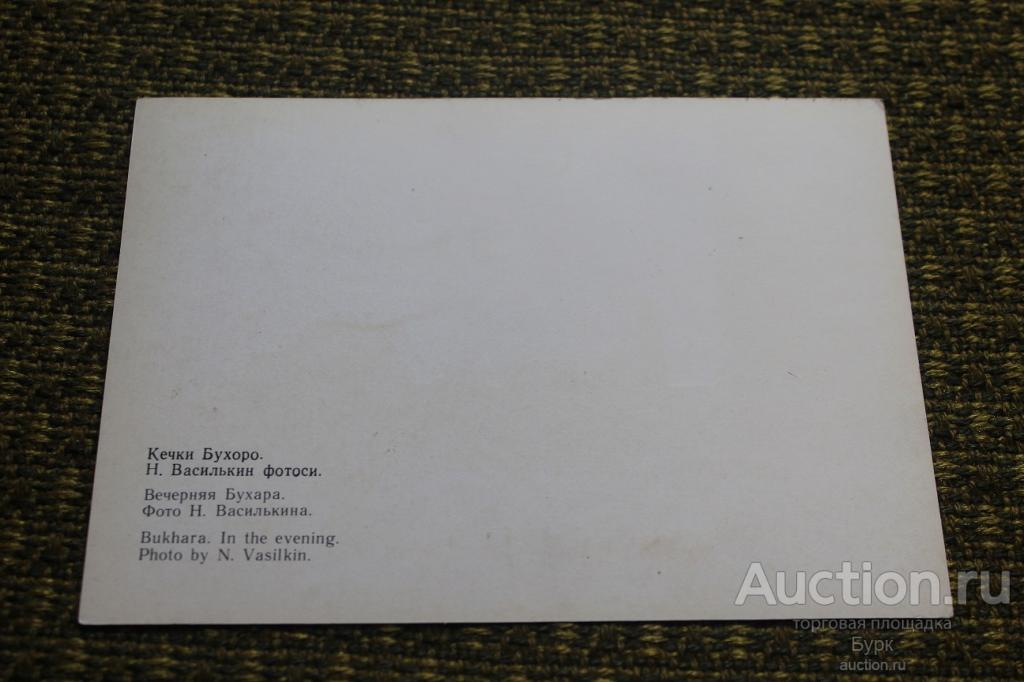 Кечки Бухоро.
Н. Василькин фотоси.
Вечерняя Бухара.
Фото Н. Василькина.
Bukhara. In the evening.
Photo by N. Vasilkin.
Auction.ru
торговая площадка
Бурк
auction.ru